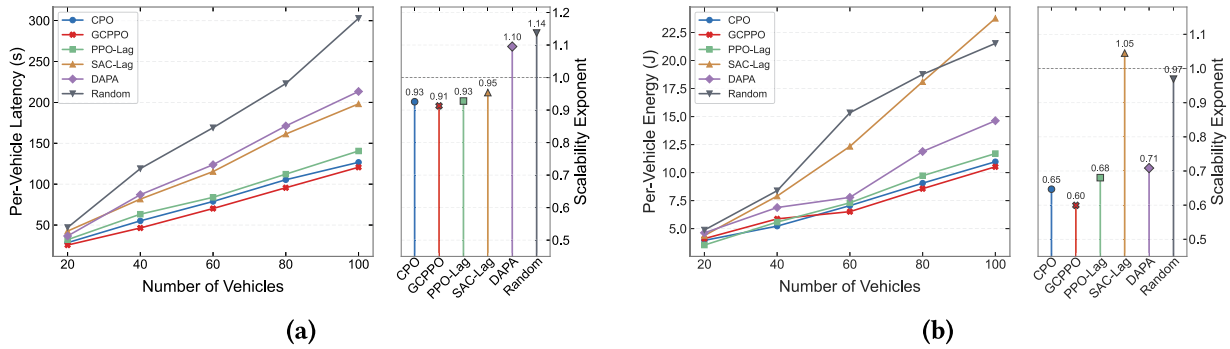 Per-Vehicle Latency (s)
300
250
200
150
100
50
CPO
GCPPO
PPO-Lag
SAC-Lag
DAPA
Random
20
40
60
80
100
Number of Vehicles
0.93
0.91
0.93
0.95
1.10
1.14
1.2
1.1
1.0
0.9
0.8
0.7
0.6
0.5
Scalability Exponent
CPO
GCPPO
PPO-Lag
SAC-Lag
DAPA
Random
(a)
Per-Vehicle Energy (J)
22,5
20,0
17,5
15,0
12,5
10,0
7,5
5,0
CPO
GCPPO
PPO-Lag
SAC-Lag
DAPA
Random
20
40
60
80
100
Number of Vehicles
0.65
0.60
0.68
1.05
0.71
0.97
1.1
1.0
0.9
0.8
0.7
0.6
0.5
Scalability Exponent
CPO
GCPPO
PPO-Lag
SAC-Lag
DAPA
Random
(b)